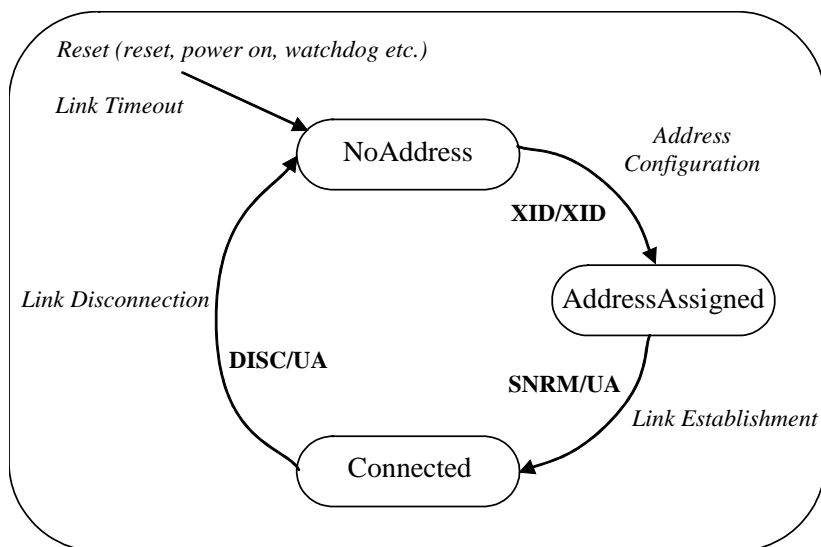 Reset (reset, power on, watchdog etc.)
Link Timeout
NoAddress
Address
Configuration
XID/XID
AddressAssigned
Link Disconnection
DISC/UA
SNRM/UA
Link Establishment
Connected